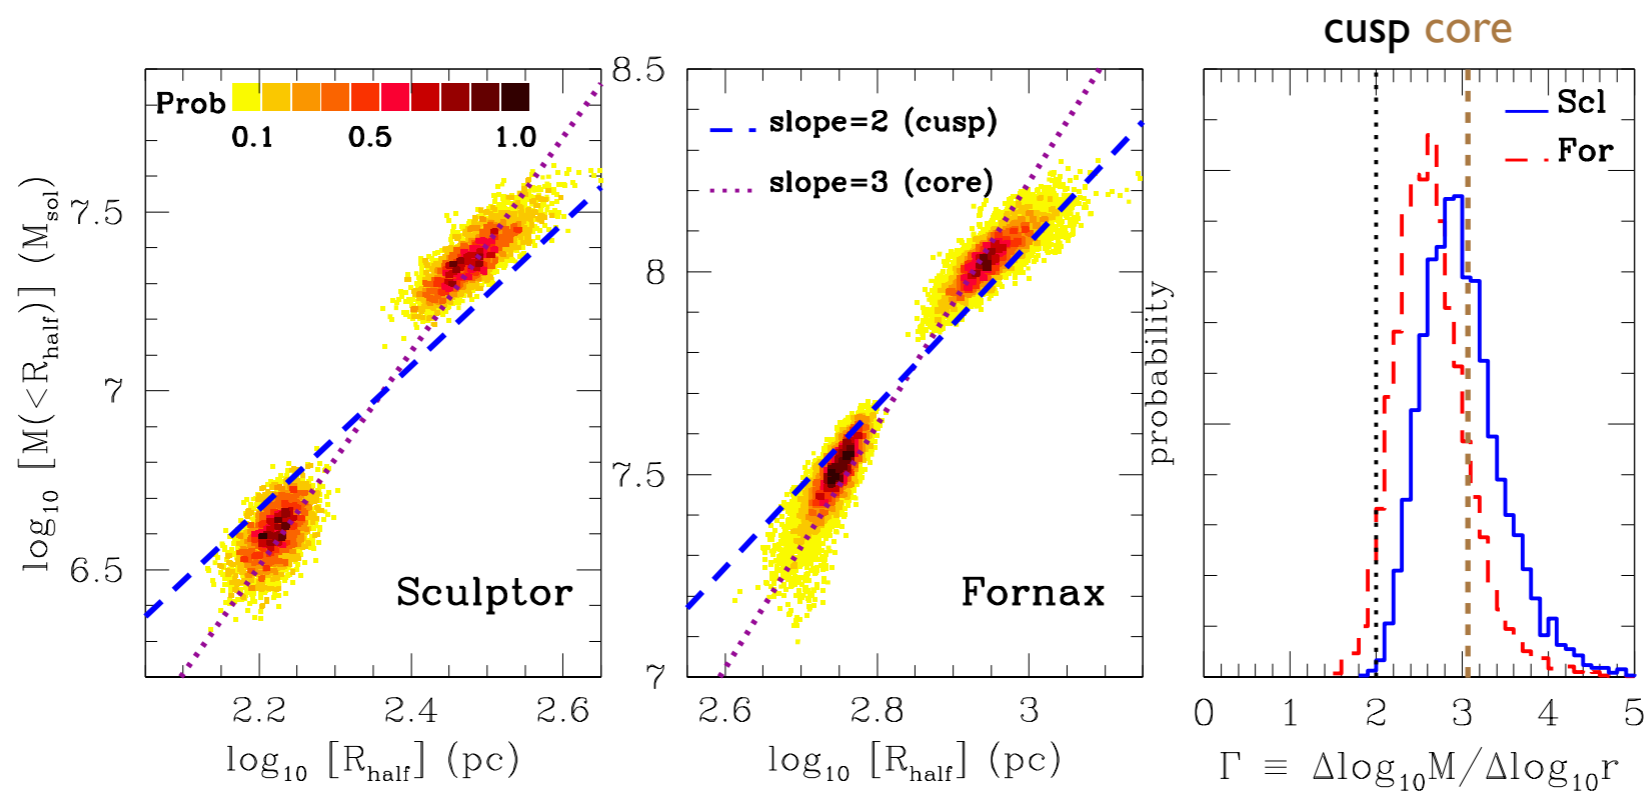 cusp core
Prob
0.1 0.5 1.0
Sculptor
7.5
7
6.5
2.2 2.4 2.6
log10 [M(<Rhalf)] (Msol)
log10 [Rhalf] (pc)
8.5
8
7.5
7
slope=2 (cusp)
slope=3 (core)
Fornax
2.6 2.8 3
log10 [Rhalf] (pc)
probability
Scl
For
0 1 2 3 4 5
Γ ≡ Δlog10M/Δlog10r